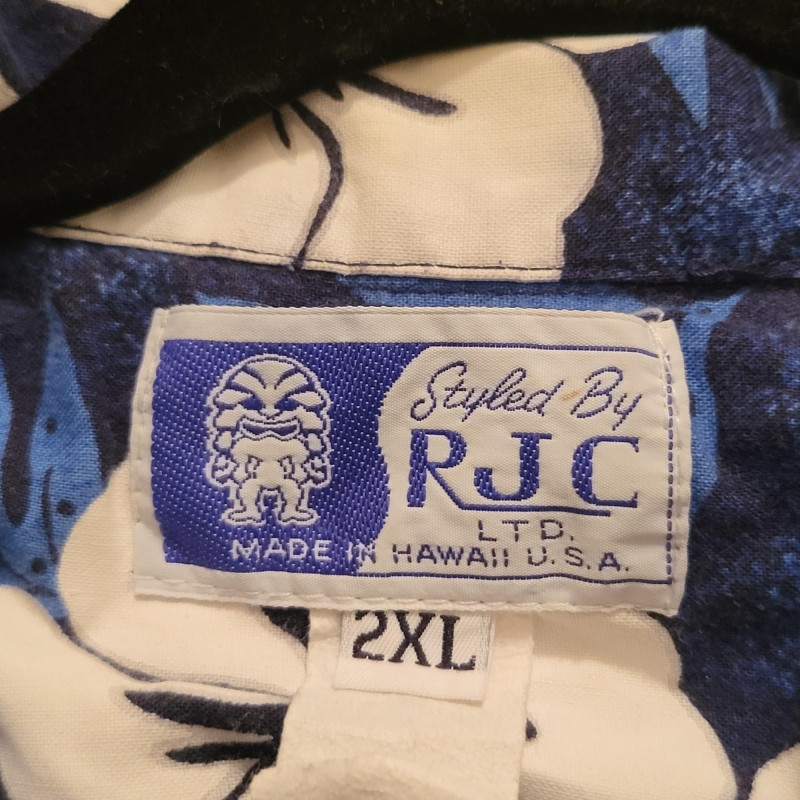 Styled By
RJC
LTD.
MADE IN HAWAII U.S.A.
2XL